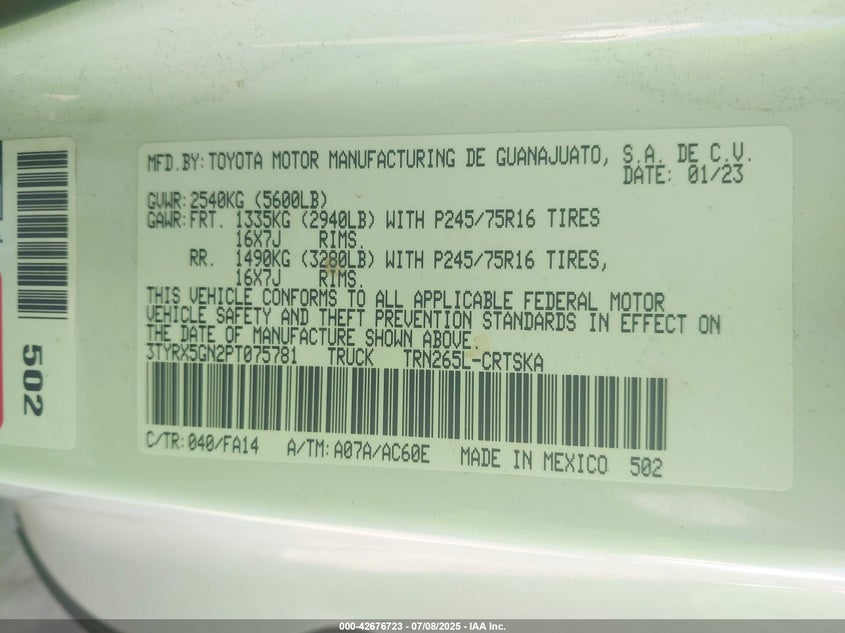 MFD.BY: TOYOTA MOTOR MANUFACTURING DE GUANAJUATO, S.A. DE C.V.
DATE: 01/23
GVWR: 2540KG (5600LB)
GAWR: FRT. 1335KG (2940LB) WITH P245/75R16 TIRES
16X7J RIMS.
RR. 1490KG (3280LB) WITH P245/75R16 TIRES,
16X7J RIMS.
THIS VEHICLE CONFORMS TO ALL APPLICABLE FEDERAL MOTOR
VEHICLE SAFETY AND THEFT PREVENTION STANDARDS IN EFFECT ON
THE DATE OF MANUFACTURE SHOWN ABOVE.
3TYRX5GN2PT075781 TRUCK TRN265L-CRTSKA
C/TR: 040/FA14 A/TM: A07A/AC60E MADE IN MEXICO 502
502
000-42676723 | 07/08/2025 - IAA Inc.